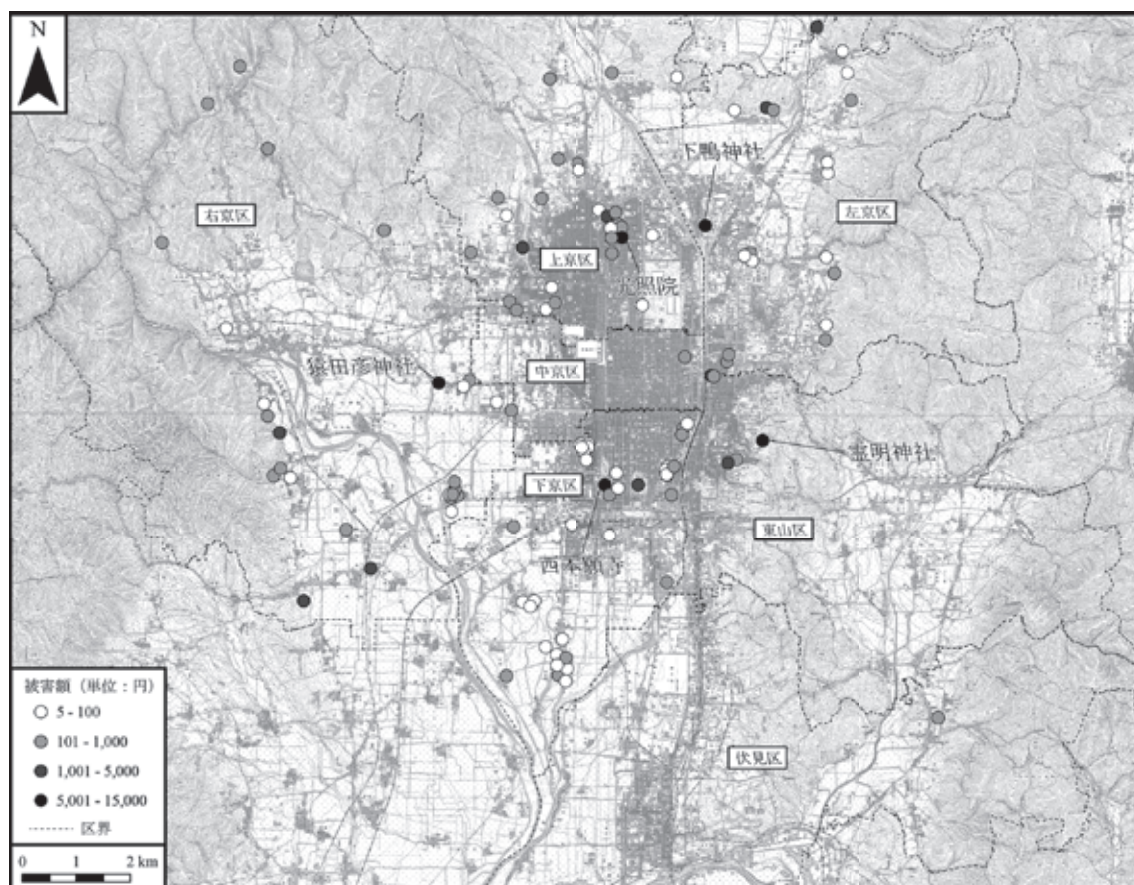 N
下鴨神社
右京区
左京区
上京区
光照院
猿田彦神社
中京区
霊明神社
下京区
東山区
西本願寺
被害額（単位：円）
5 - 100
101 - 1,000
1,001 - 5,000
5,001 - 15,000
区界
伏見区
0 1 2 km